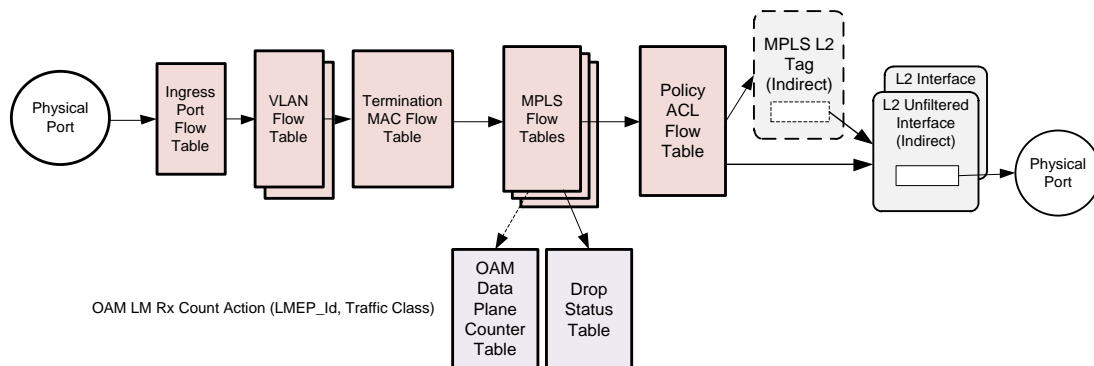 Physical
Port
Ingress
Port
Flow
Table
VLAN
Flow
Table
Termination
MAC Flow
Table
MPLS
Flow
Tables
Policy
ACL
Flow
Table
MPLS L2
Tag
(Indirect)
L2 Interface
L2 Unfiltered
Interface
(Indirect)
Physical
Port
OAM LM Rx Count Action (LMEP_Id, Traffic Class)
OAM
Data
Plane
Counter
Table
Drop
Status
Table